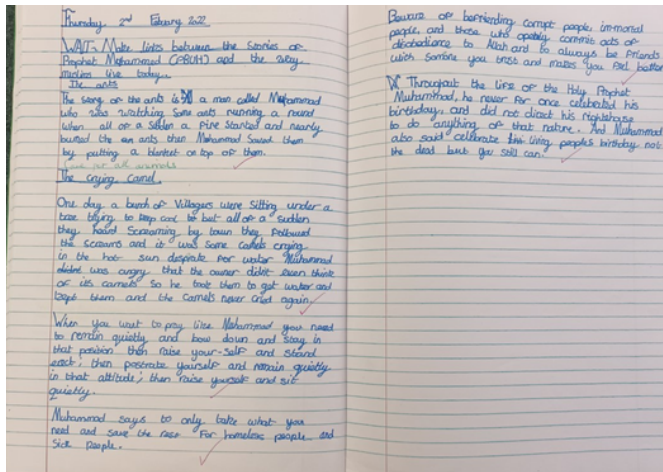 Thursday 2nd Febuary 2022
WALT- Make links between the stories of
Prophet Mohammed (PBUH) and the way
muslims live today.
The ants
The story of the ants is a man called Muhammad
who was watching some ants running a round
when all of a sudden a fire started and nearly
burned the ants then Mohammad saved them
by putting a blanket on top of them.
for all animals
The crying camel.
One day a bunch of villagers were sitting under a
tree trying to keep cool but all of a sudden
they heard screaming by town they followed
the screams and it was some camels crying
in the hot sun desprate for water Muhammad
didnt was angry that the owner didnt even think
of its camels so he took them to get water and
kept them and the camels never cried again.
When you want to pray like Mohammad you need
to remain quietly and bow down and stay in
that position then raise your-self and stand
erect; then postrate yourself and remain quietly
in that attitude; then raise yourself and sit
quietly.
Muhammad says to only take what you
need and save the rest for homeless people and
sick people.
Beware of befriending corrupt people, immoral
people, and those who openly commit acts of
disobedience to Allah and to always be friends
with somone you trust and makes you feel better
Throughout the life of the Holy Prophet
Muhammad, he never for once celebrated his
birthday, and did not direct his
to do anything of that nature. And Muhammad
also said celebrate living peoples birthday not
the dead but you still can.